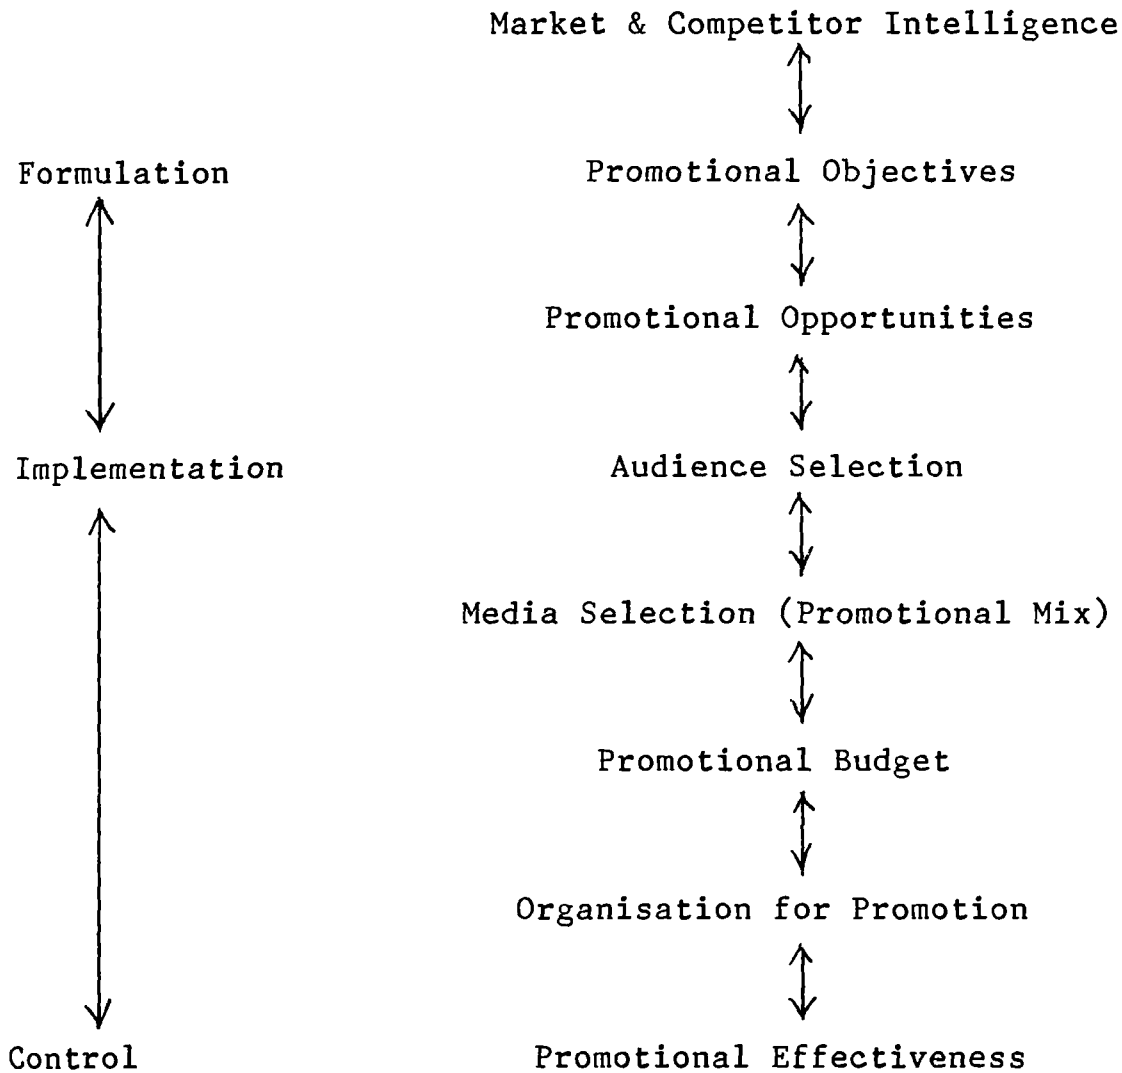 Market & Competitor Intelligence
Formulation Promotional Objectives
Promotional Opportunities
Implementation Audience Selection
Media Selection (Promotional Mix)
Promotional Budget
Organisation for Promotion
Control Promotional Effectiveness